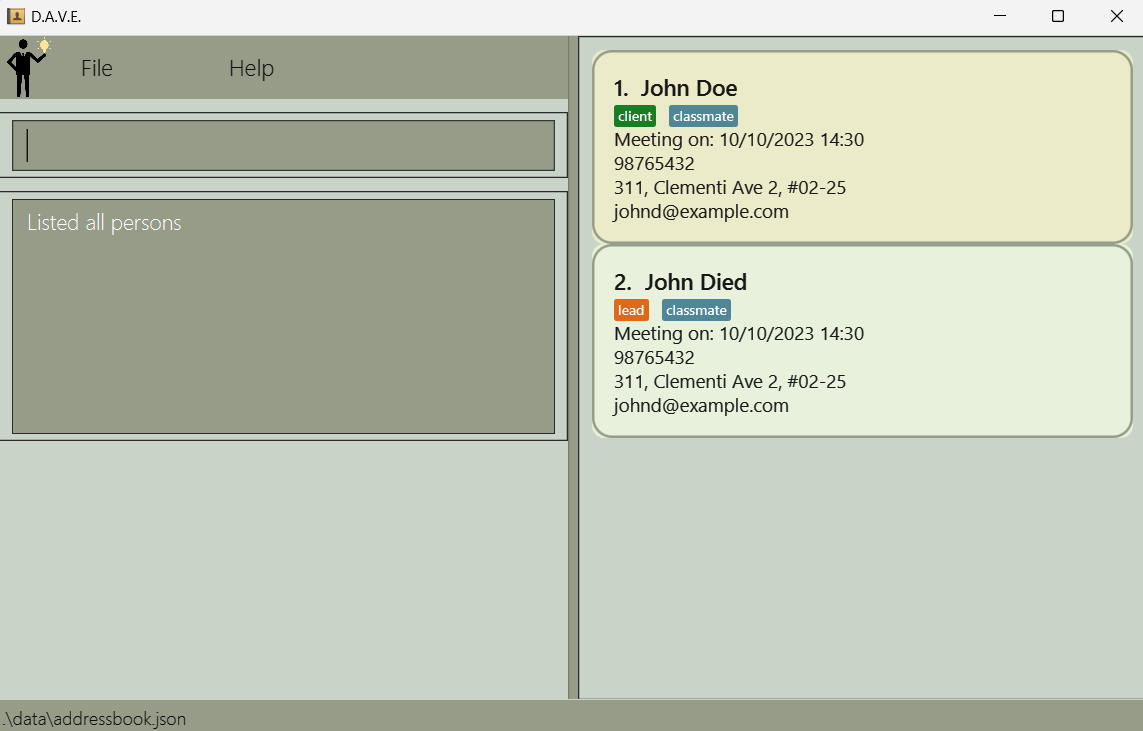 D.A.V.E.
File Help
Listed all persons
1. John Doe
client classmate
Meeting on: 10/10/2023 14:30
98765432
311, Clementi Ave 2, #02-25
johnd@example.com
2. John Died
lead classmate
Meeting on: 10/10/2023 14:30
98765432
311, Clementi Ave 2, #02-25
johnd@example.com
.\data\addressbook.json